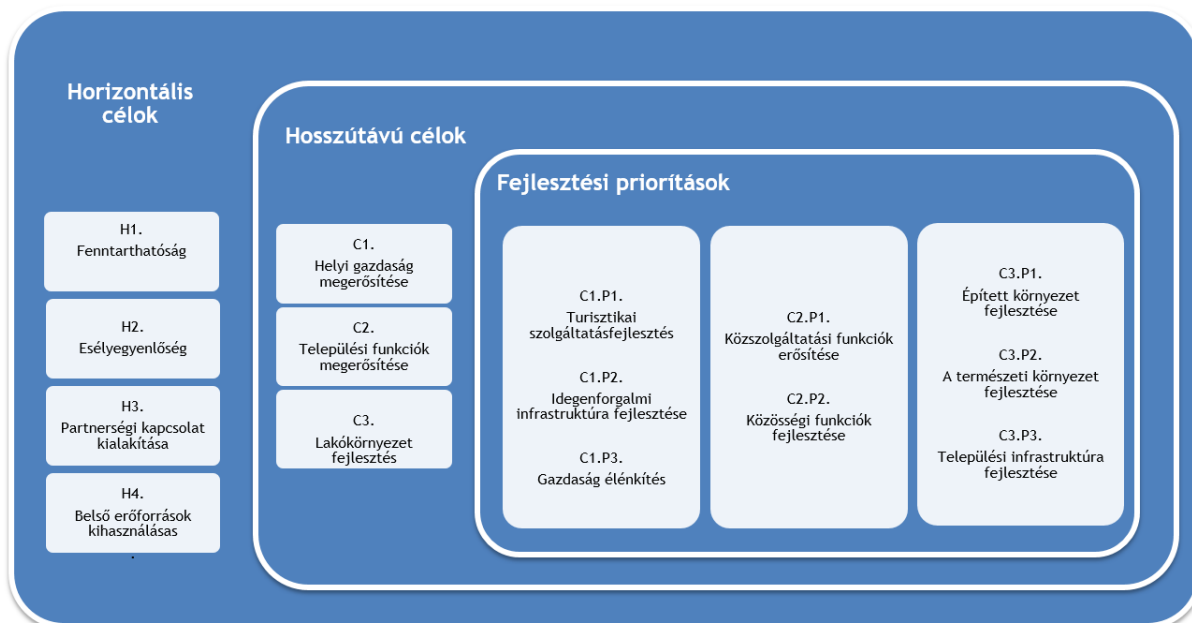 Horizontális
célok
H1.
Fenntarthatóság
H2.
Esélyegyenlőség
H3.
Partnerségi kapcsolat
kialakítása
H4.
Belső erőforrások
kihasználásas
.
Hosszútávú célok
C1.
Helyi gazdaság
megerősítése
C2.
Települési funkciók
megerősítése
C3.
Lakókörnyezet
fejlesztés
Fejlesztési priorítások
C1.P1.
Turisztikai
szolgáltatásfejlesztés
C1.P2.
Idegenforgalmi
infrastruktúra fejlesztése
C1.P3.
Gazdaság élénkítés
C2.P1.
Közszolgáltatási funkciók
erősítése
C2.P2.
Közösségi funkciók
fejlesztése
C3.P1.
Épített környezet
fejlesztése
C3.P2.
A természeti környezet
fejlesztése
C3.P3.
Települési infrastruktúra
fejlesztése